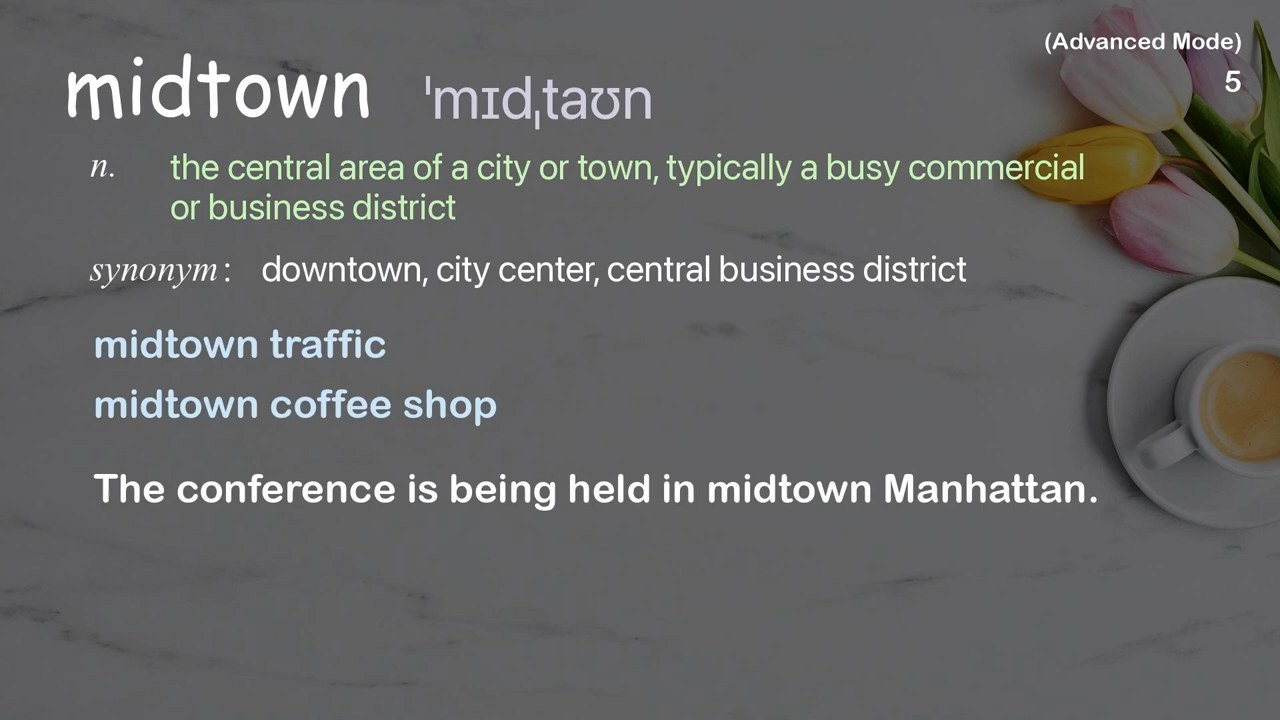 (Advanced Mode)
5
midtown ˈmɪdˌtaʊn
n. the central area of a city or town, typically a busy commercial
or business district
synonym: downtown, city center, central business district
midtown traffic
midtown coffee shop
The conference is being held in midtown Manhattan.